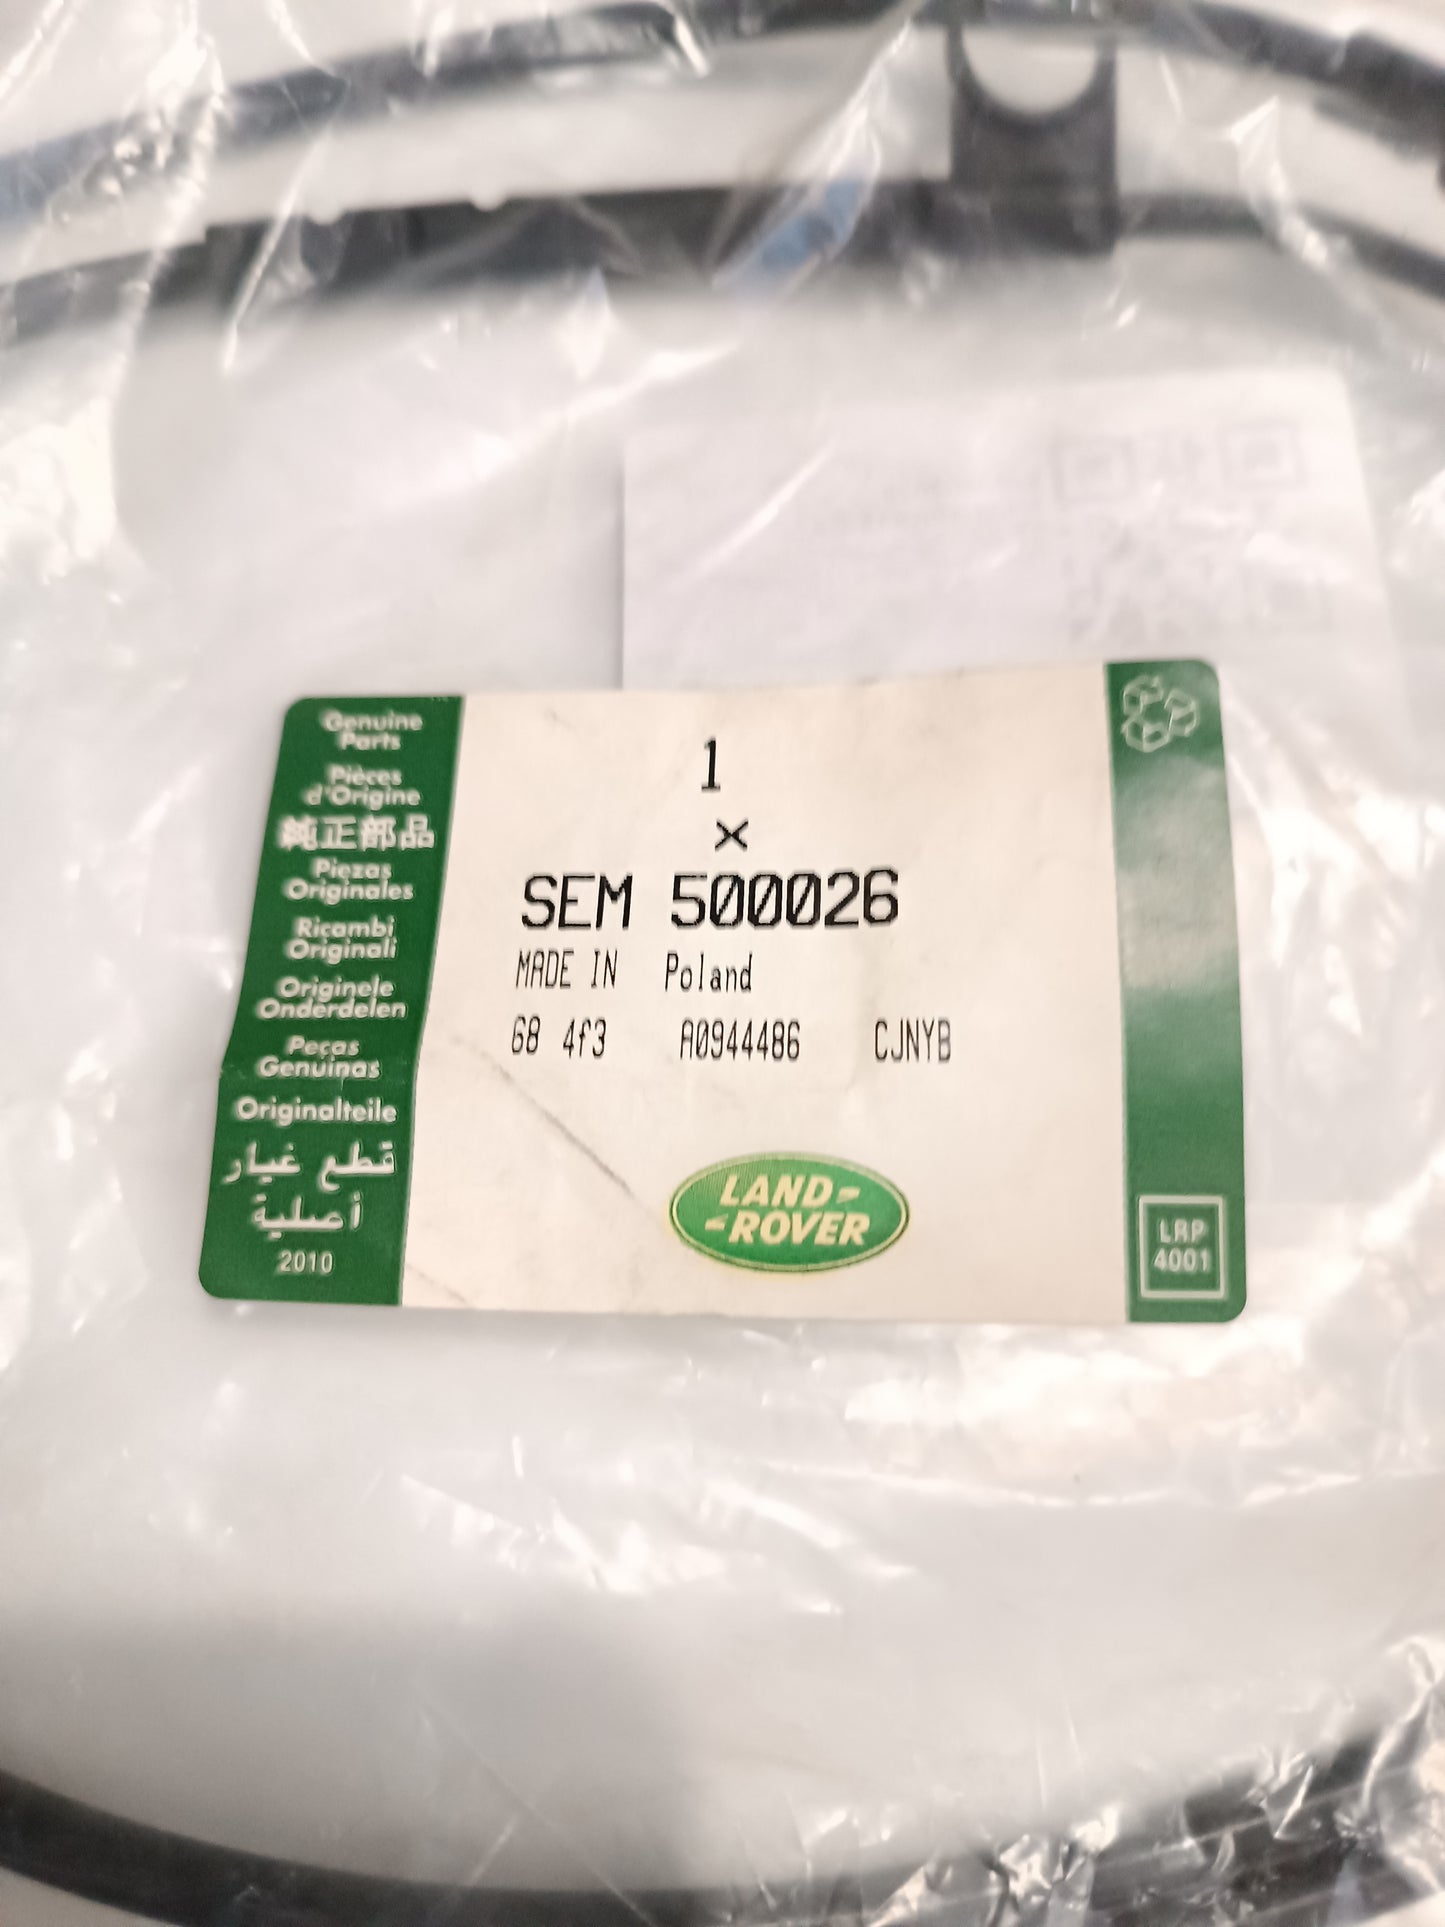 Genuine
Parts
Pièces
d'Origine
純正部品
Piezas
Originales
Ricambi
Originali
Originele
Onderdelen
Peças
Genuinas
Originalteile
قطع غيار
أصلية
2010
1
×
SEM 500026
MADE IN Poland
G8 4f3 A0944486 CJNYB
LAND-
-ROVER
LRP
4001